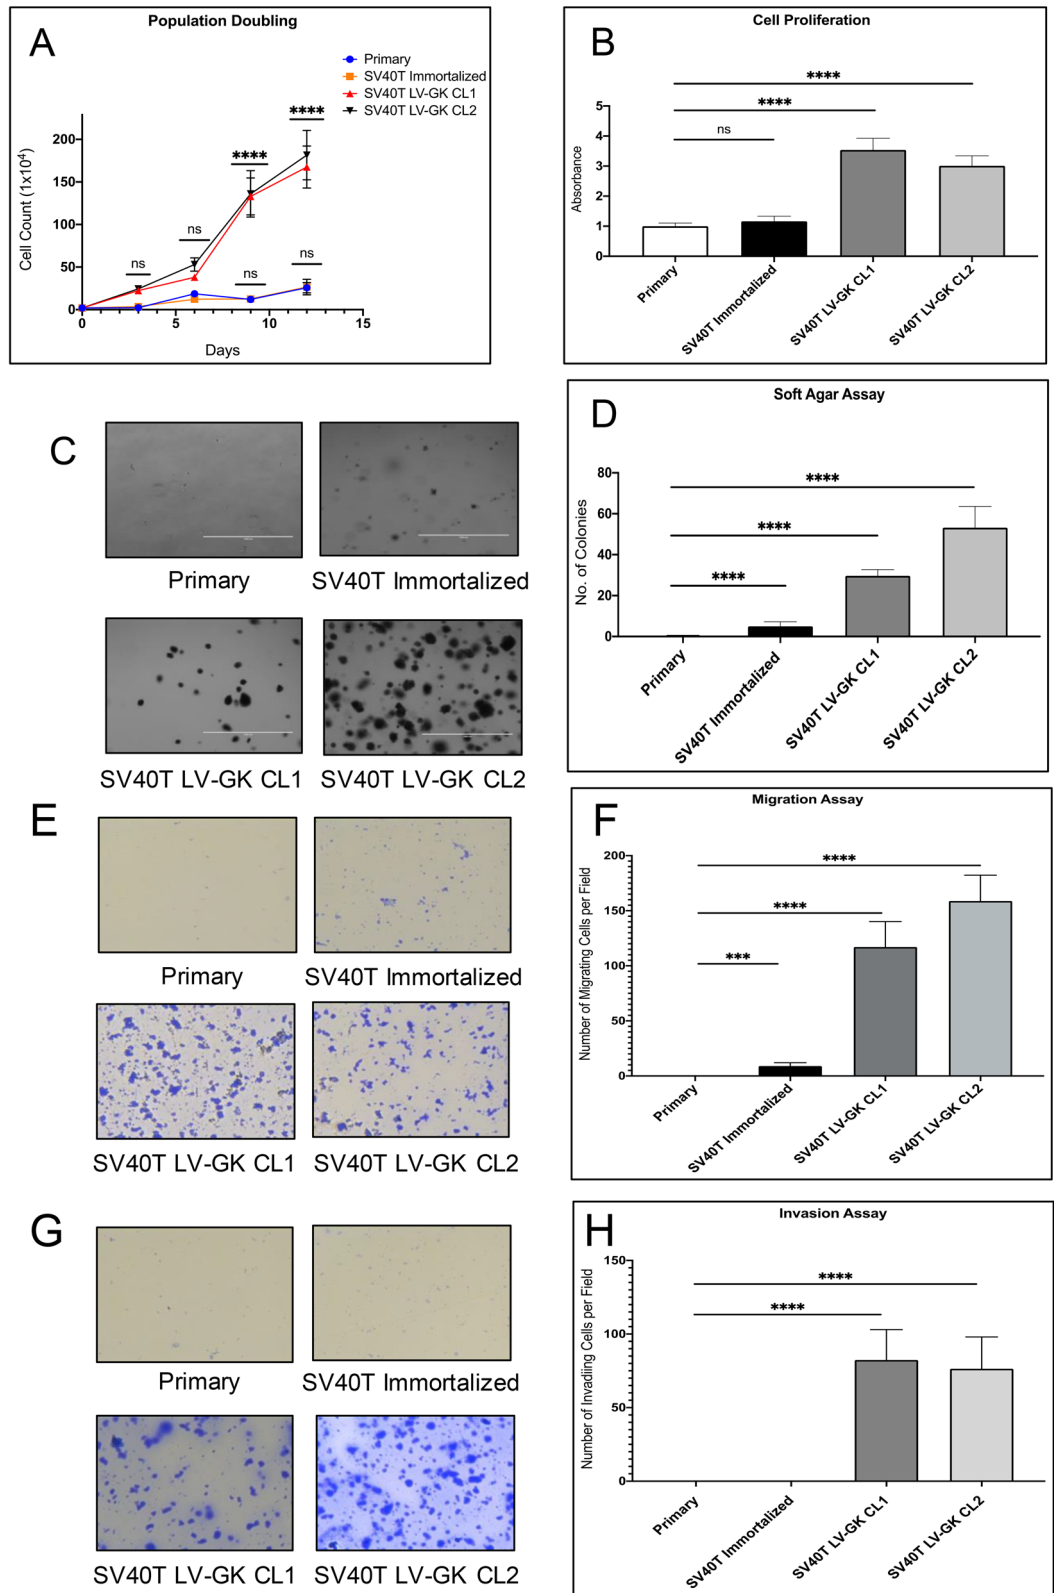 A
Population Doubling
Primary
SV40T Immortalized
SV40T LV-GK CL1
SV40T LV-GK CL2
Cell Count (1x10⁴)
200
150
100
50
0
0
5
10
15
Days
ns
ns
****
****
ns
ns
B
Cell Proliferation
Absorbance
5
4
3
2
1
0
****
****
ns
Primary
SV40T Immortalized
SV40T LV-GK CL1
SV40T LV-GK CL2
C
Primary
SV40T Immortalized
SV40T LV-GK CL1
SV40T LV-GK CL2
D
Soft Agar Assay
No. of Colonies
80
60
40
20
0
****
****
****
Primary
SV40T Immortalized
SV40T LV-GK CL1
SV40T LV-GK CL2
E
Primary
SV40T Immortalized
SV40T LV-GK CL1
SV40T LV-GK CL2
F
Migration Assay
Number of Migrating Cells per Field
200
150
100
50
0
****
****
***
Primary
SV40T Immortalized
SV40T LV-GK CL1
SV40T LV-GK CL2
G
Primary
SV40T Immortalized
SV40T LV-GK CL1
SV40T LV-GK CL2
H
Invasion Assay
Number of Invadiing Cells per Field
150
100
50
0
****
****
Primary
SV40T Immortalized
SV40T LV-GK CL1
SV40T LV-GK CL2